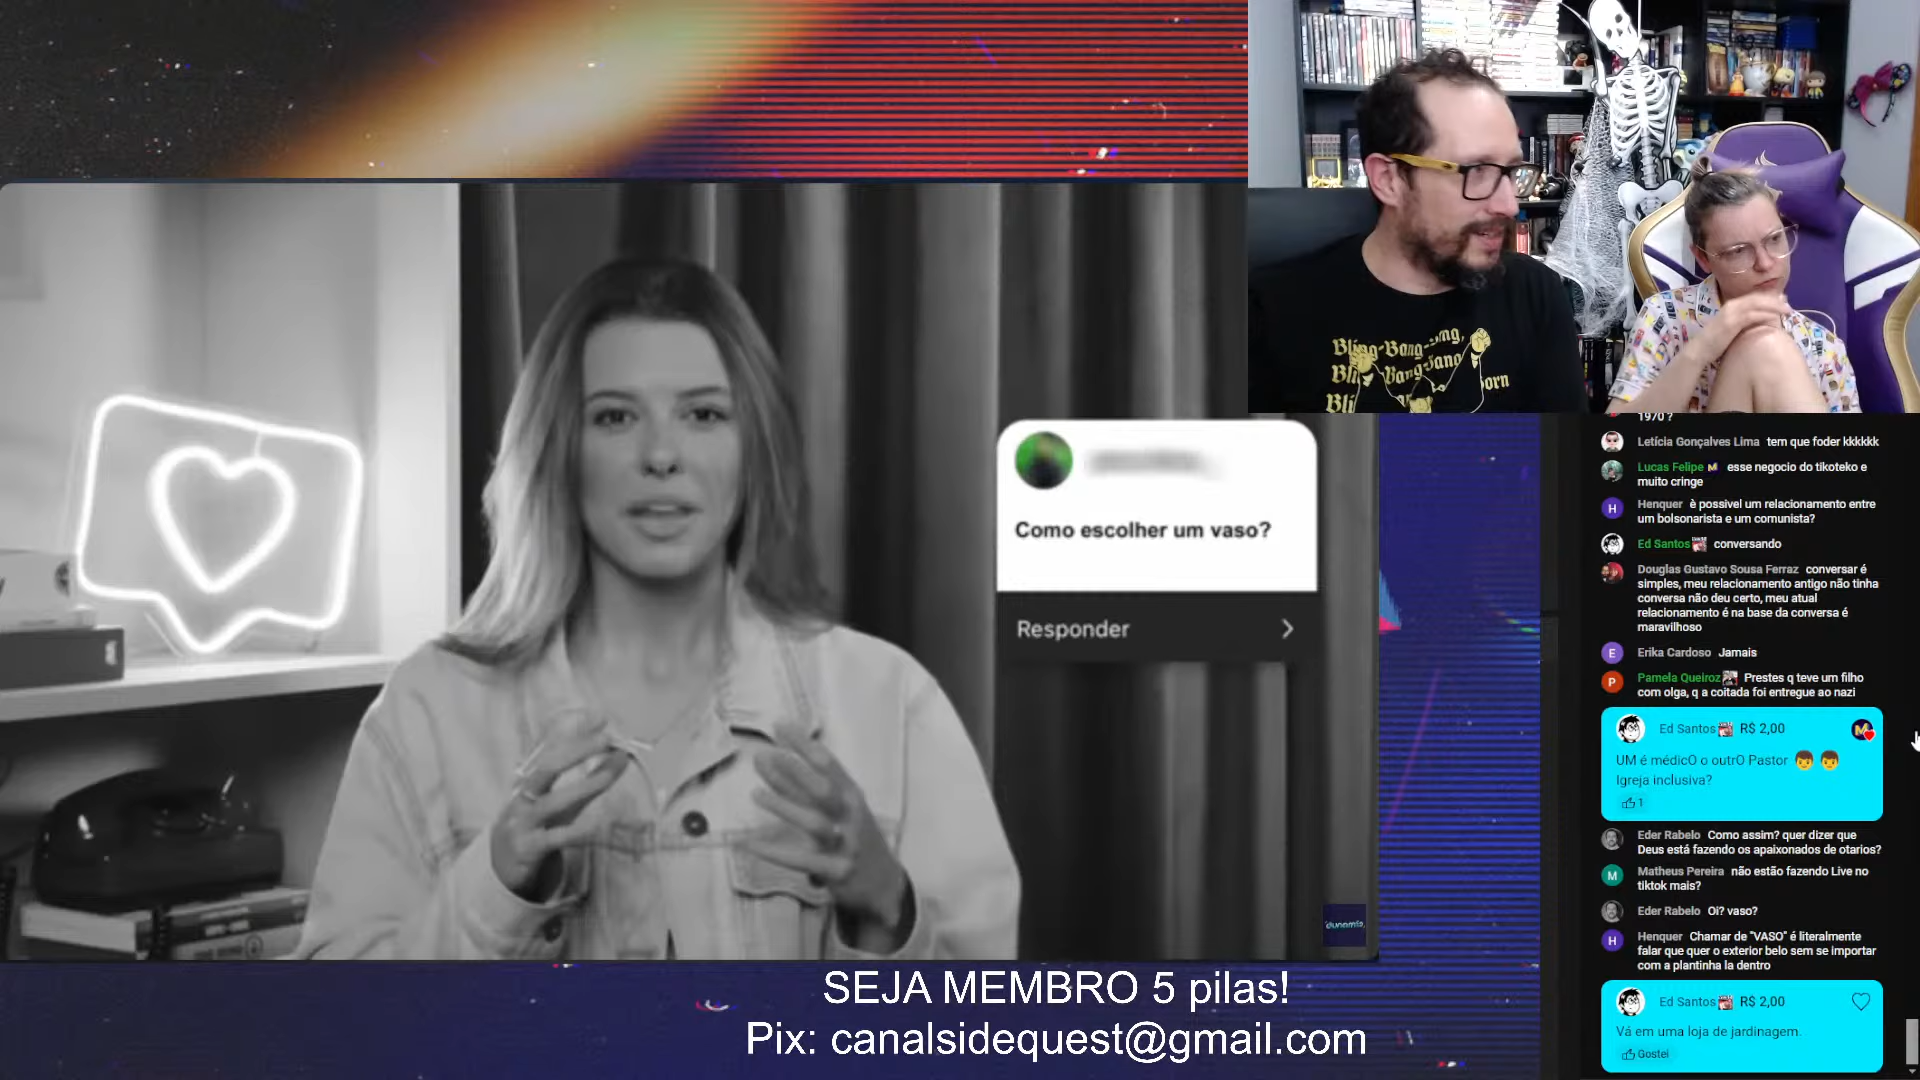 Bling-Bang-
Bang
Born
1970?
Letícia Gonçalves Lima tem que foder kkkkkk
Lucas Felipe esse negocio do tikoteko e
muito cringe
Henquer è possivel um relacionamento entre
um bolsonarista e um comunista?
Ed Santos conversando
Douglas Gustavo Sousa Ferraz conversar é
simples, meu relacionamento antigo não tinha
conversa não deu certo, meu atual
relacionamento é na base da conversa é
maravilhoso
Erika Cardoso Jamais
Pamela Queiroz Prestes q teve um filho
com olga, q a coitada foi entregue ao nazi
Ed Santos R$ 2,00
UM é médicO o outrO Pastor
Igreja inclusiva?
1
Eder Rabelo Como assim? quer dizer que
Deus está fazendo os apaixonados de otarios?
Matheus Pereira não estão fazendo Live no
tiktok mais?
Eder Rabelo Oi? vaso?
Henquer Chamar de "VASO" é literalmente
falar que quer o exterior belo sem se importar
com a plantinha la dentro
Ed Santos R$ 2,00
Vá em uma loja de jardinagem.
Gostei
Como escolher um vaso?
Responder
dunamis.
SEJA MEMBRO 5 pilas!
Pix: canalsidequest@gmail.com